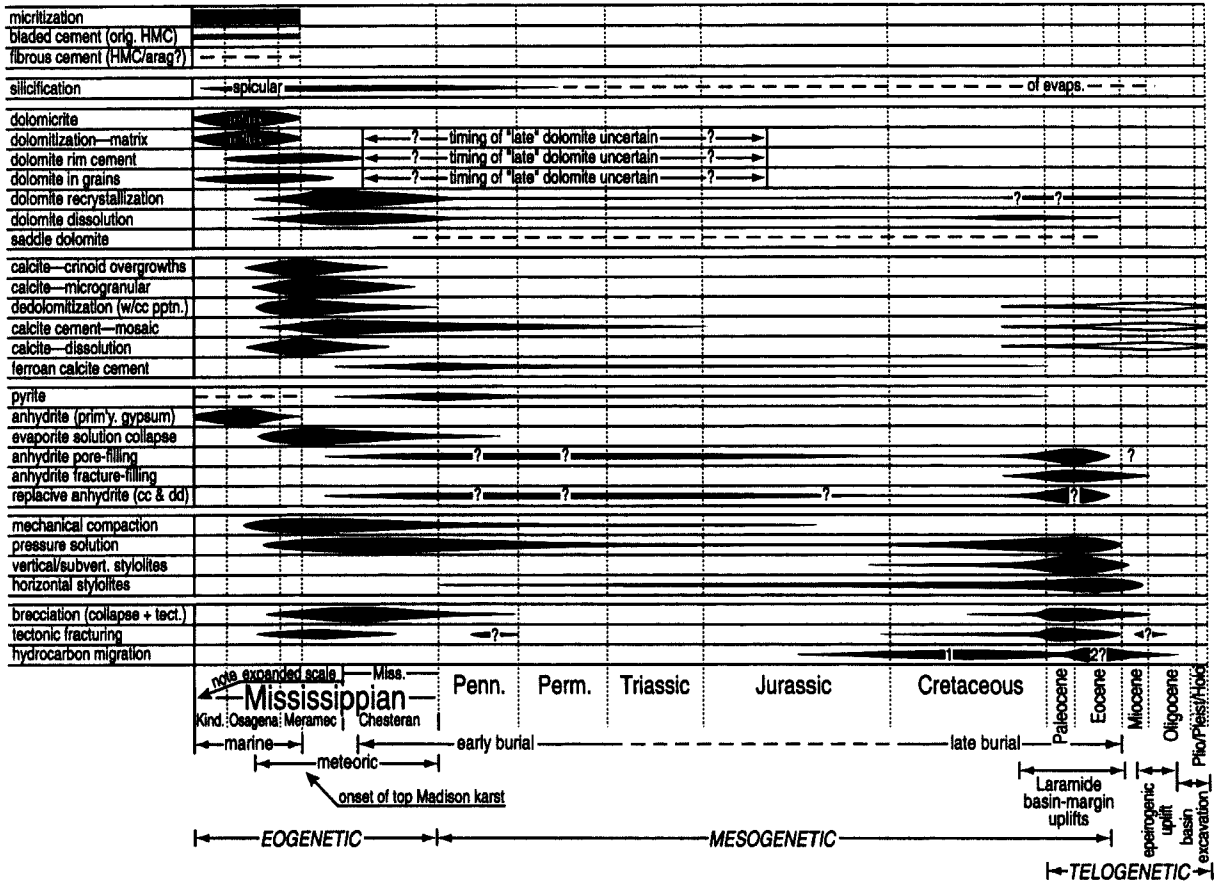 micritization
bladed cement (orig. HMC)
fibrous cement (HMC/arag?)
silicification
spicular
of evaps.
dolomicrite
dolomitization—matrix
? timing of "late" dolomite uncertain ?
dolomite rim cement
? timing of "late" dolomite uncertain ?
dolomite in grains
? timing of "late" dolomite uncertain ?
dolomite recrystallization
? ?
dolomite dissolution
saddle dolomite
calcite—crinoid overgrowths
calcite—microgranular
dedolomitization (w/cc pptn.)
calcite cement—mosaic
calcite—dissolution
ferroan calcite cement
pyrite
anhydrite (prim'y. gypsum)
evaporite solution collapse
anhydrite pore-filling
? ? ?
anhydrite fracture-filling
replacive anhydrite (cc & dd)
? ? ? ?
mechanical compaction
pressure solution
vertical/subvert. stylolites
horizontal stylolites
brecciation (collapse + tect.)
tectonic fracturing
? ?
hydrocarbon migration
1 2?
note expanded scale
Miss.
Mississippian
Penn.
Perm.
Triassic
Jurassic
Cretaceous
Paleocene
Eocene
Miocene
Oligocene
Plio/Pleist/Holo
Kind. Osagena Meramec Chesteran
marine
early burial
late burial
meteoric
onset of top Madison karst
Laramide
basin-margin
uplifts
epeirogenic
uplift
basin
excavation
EOGENETIC
MESOGENETIC
TELOGENETIC